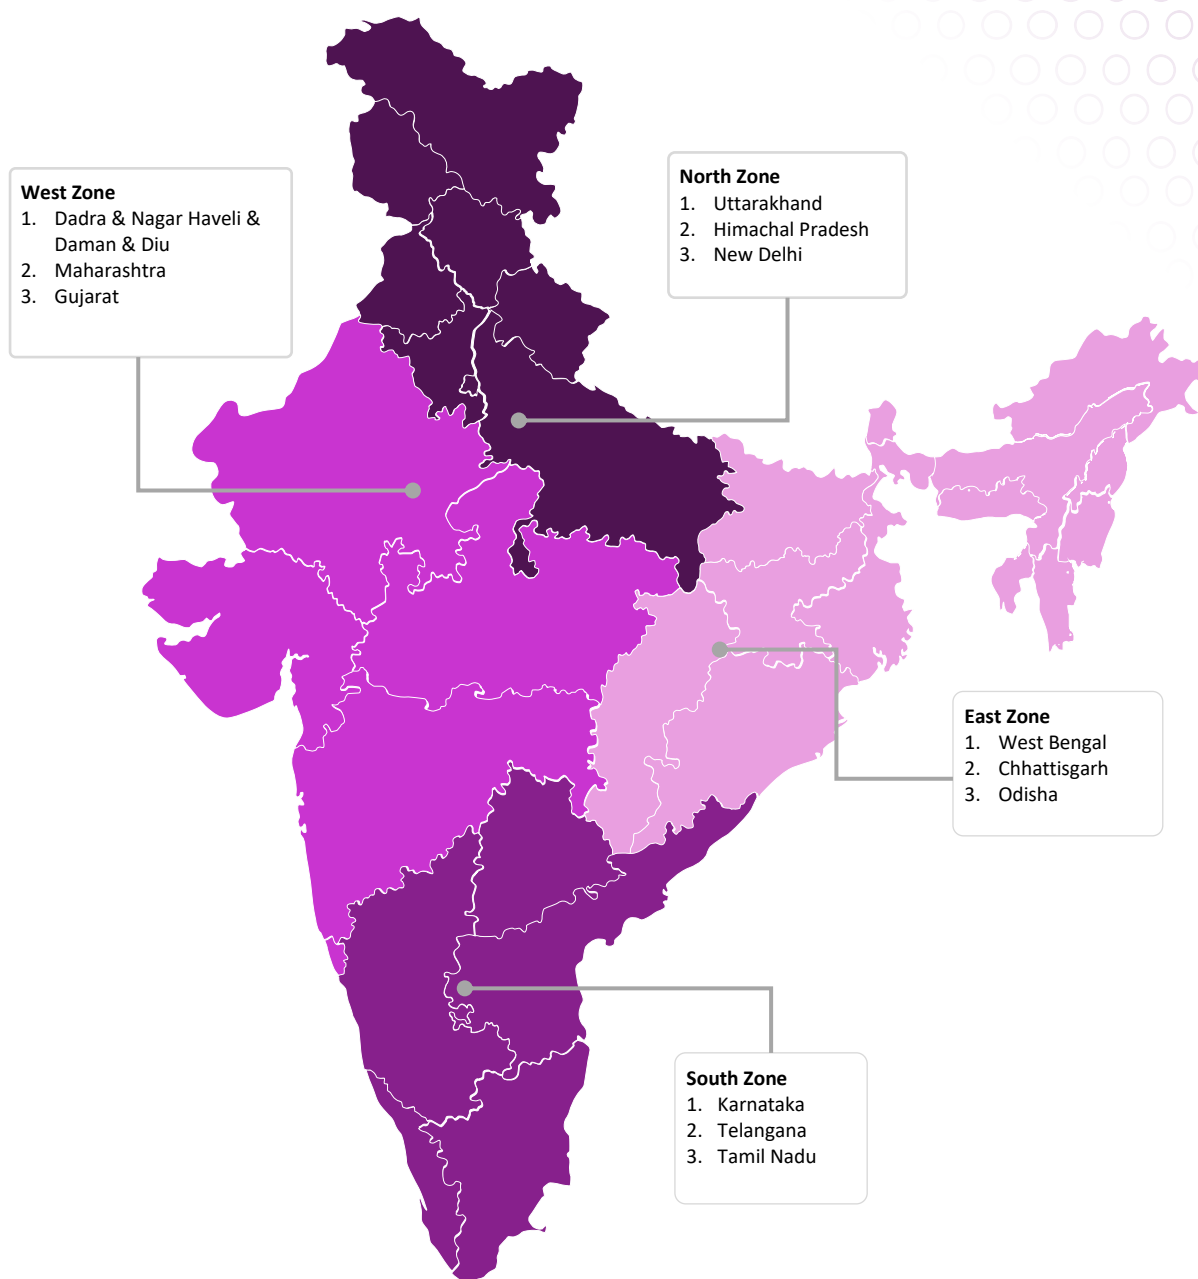 West Zone
1. Dadra & Nagar Haveli &
Daman & Diu
2. Maharashtra
3. Gujarat
North Zone
1. Uttarakhand
2. Himachal Pradesh
3. New Delhi
East Zone
1. West Bengal
2. Chhattisgarh
3. Odisha
South Zone
1. Karnataka
2. Telangana
3. Tamil Nadu